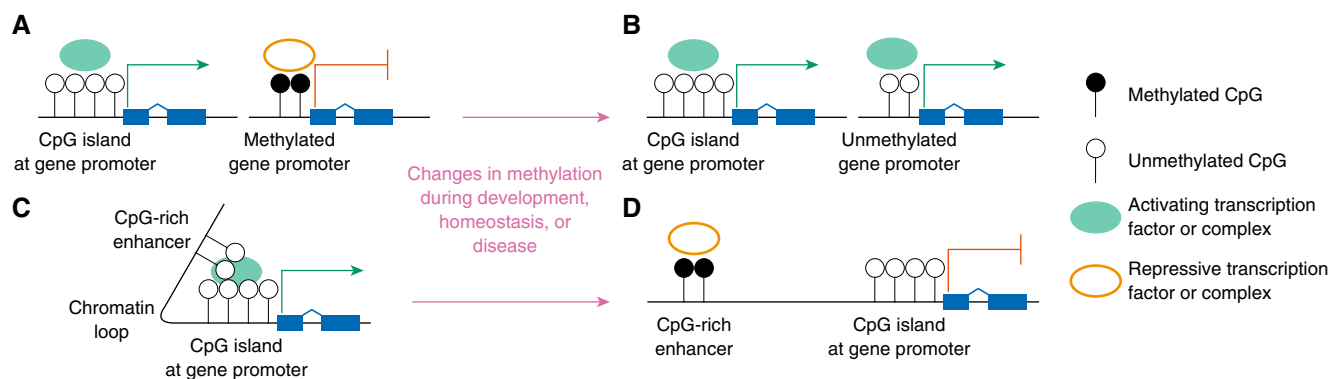 A
CpG island
at gene promoter
Methylated
gene promoter
B
CpG island
at gene promoter
Unmethylated
gene promoter
Changes in methylation
during development,
homeostasis, or
disease
C
CpG-rich
enhancer
Chromatin
loop
CpG island
at gene promoter
D
CpG-rich
enhancer
CpG island
at gene promoter
Methylated CpG
Unmethylated CpG
Activating transcription
factor or complex
Repressive transcription
factor or complex